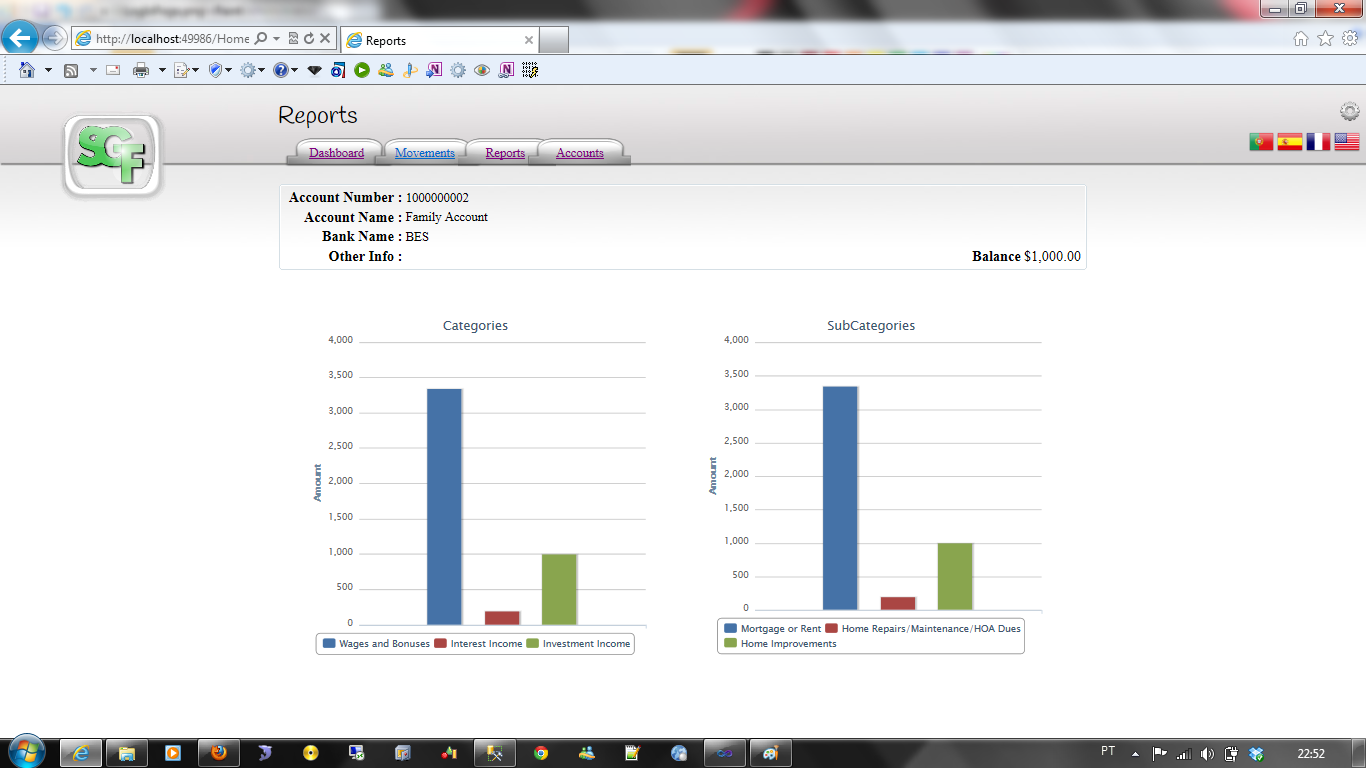 http://localhost:49986/Home
Reports
Reports
SGF
Dashboard Movements Reports Accounts
Account Number : 1000000002
Account Name : Family Account
Bank Name : BES
Other Info :
Balance $1,000.00
Categories
4,000
3,500
3,000
2,500
2,000
1,500
1,000
500
0
Amount
Wages and Bonuses Interest Income Investment Income
SubCategories
4,000
3,500
3,000
2,500
2,000
1,500
1,000
500
0
Amount
Mortgage or Rent Home Repairs/Maintenance/HOA Dues
Home Improvements
PT
22:52